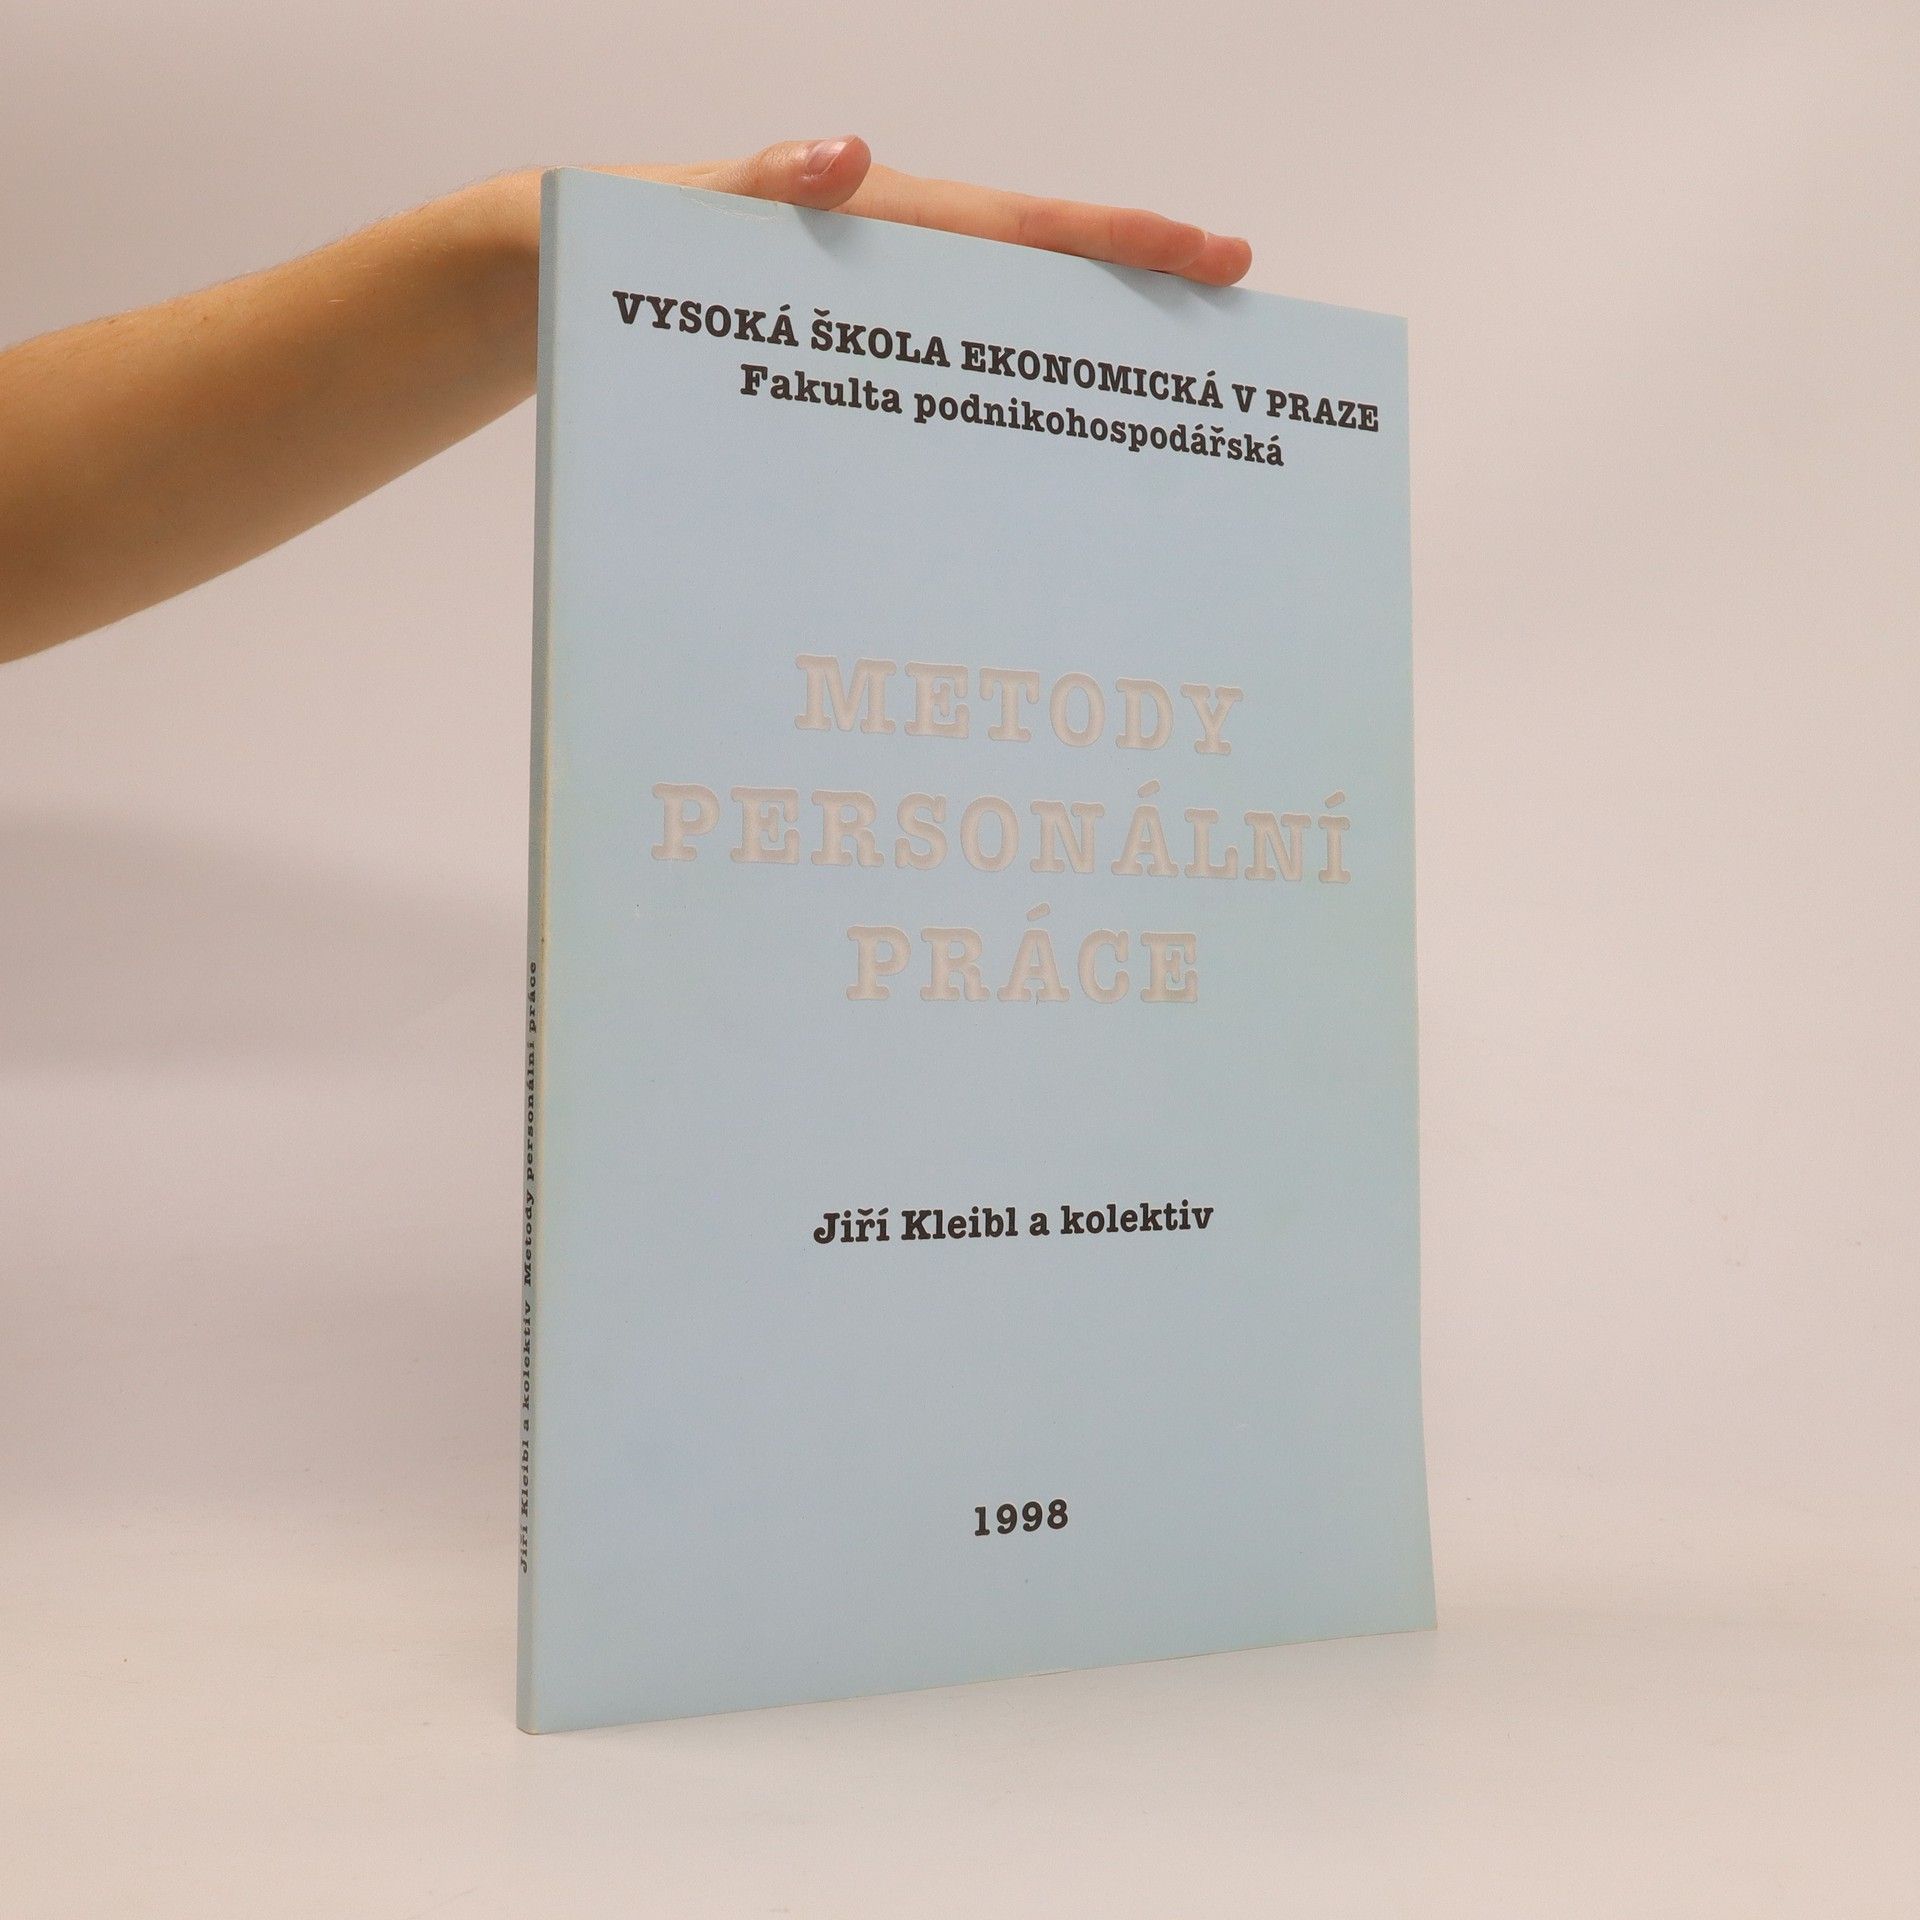 VYSOKÁ ŠKOLA EKONOMICKÁ V PRAZE
Fakulta podnikohospodářská
METODY
PERSONÁLNÍ
PRÁCE
Jiří Kleibl a kolektiv
1998
Jiří Kleibl a kolektiv Metody personální práce